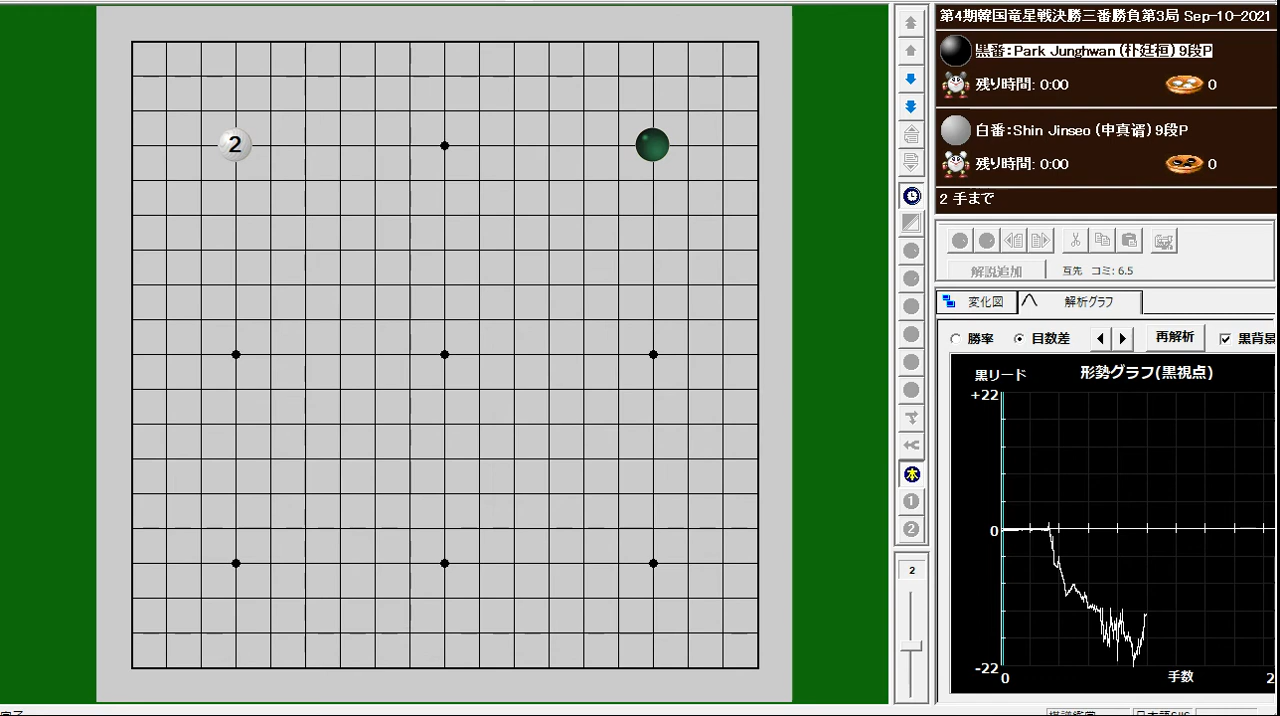 第4期韓国竜星戦決勝三番勝負第3局 Sep-10-2021
黒番:Park Junghwan (朴廷桓) 9段P
残り時間: 0:00
0
白番:Shin Jinseo (申真諝) 9段P
残り時間: 0:00
0
2 手まで
解説追加
互先 コミ: 6.5
変化図
解析グラフ
勝率
目数差
再解析
黒背景
黒リード
形勢グラフ(黒視点)
+22
0
-22
0
手数
2
2
1
2
2